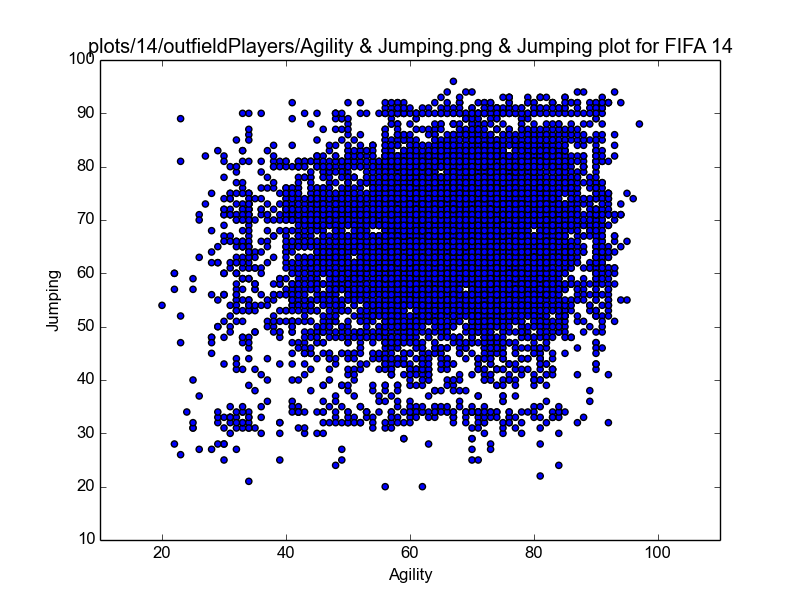 plots/14/outfieldPlayers/Agility & Jumping.png & Jumping plot for FIFA 14
100
90
80
70
60
50
40
30
20
10
Jumping
20 40 60 80 100
Agility